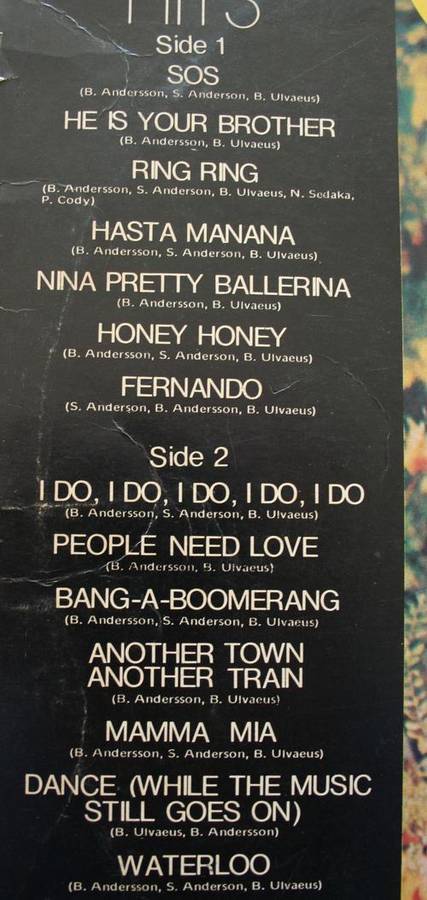 HITS
Side 1
SOS
(B. Andersson, S. Anderson, B. Ulvaeus)
HE IS YOUR BROTHER
(B. Andersson, B. Ulvaeus)
RING RING
(B. Andersson, S. Anderson, B. Ulvaeus, N. Sedaka,
P. Cody)
HASTA MANANA
(B. Andersson, S. Anderson, B. Ulvaeus)
NINA PRETTY BALLERINA
(B. Andersson, B. Ulvaeus)
HONEY HONEY
(B. Andersson, S. Anderson, B. Ulvaeus)
FERNANDO
(S. Anderson, B. Andersson, B. Ulvaeus)
Side 2
I DO, I DO, I DO, I DO, I DO
(B. Andersson, S. Anderson, B. Ulvaeus)
PEOPLE NEED LOVE
(B. Andersson, B. Ulvaeus)
BANG-A-BOOMERANG
(B. Andersson, S. Anderson, B. Ulvaeus)
ANOTHER TOWN
ANOTHER TRAIN
(B. Andersson, B. Ulvaeus)
MAMMA MIA
(B. Andersson, S. Anderson, B. Ulvaeus)
DANCE (WHILE THE MUSIC
STILL GOES ON)
(B. Ulvaeus, B. Andersson)
WATERLOO
(B. Andersson, S. Anderson, B. Ulvaeus)